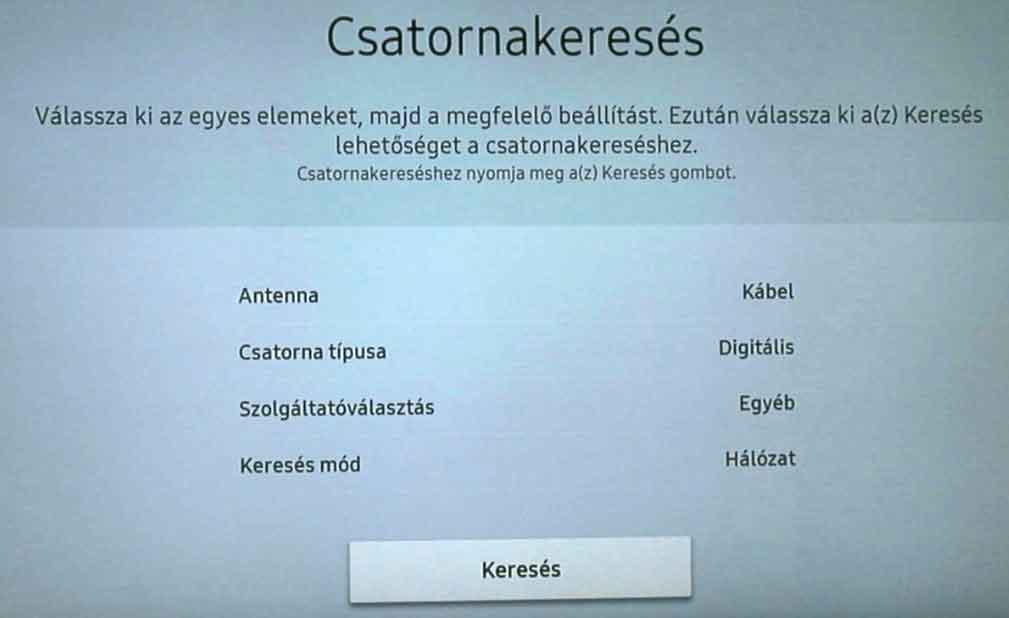 Csatornakeresés
Válassza ki az egyes elemeket, majd a megfelelő beállítást. Ezután válassza ki a(z) Keresés
lehetőséget a csatornakereséshez.
Csatornakereséshez nyomja meg a(z) Keresés gombot.
Antenna Kábel
Csatorna típusa Digitális
Szolgáltatóválasztás Egyéb
Keresés mód Hálózat
Keresés